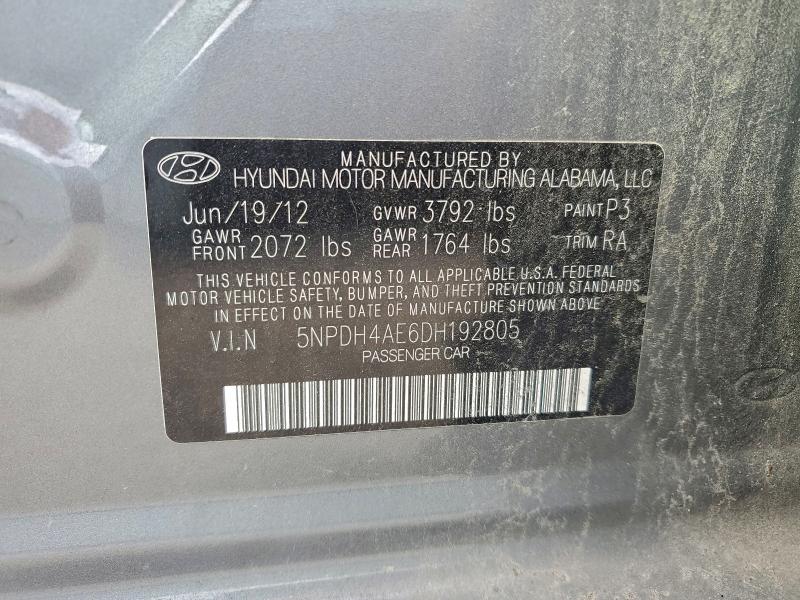 MANUFACTURED BY
HYUNDAI MOTOR MANUFACTURING ALABAMA, LLC
Jun/19/12 GVWR 3792 lbs PAINT P3
GAWR FRONT 2072 lbs GAWR REAR 1764 lbs TRIM RA
THIS VEHICLE CONFORMS TO ALL APPLICABLE U.S.A. FEDERAL
MOTOR VEHICLE SAFETY, BUMPER, AND THEFT PREVENTION STANDARDS
IN EFFECT ON THE DATE OF MANUFACTURE SHOWN ABOVE
V.I.N 5NPDH4AE6DH192805
PASSENGER CAR